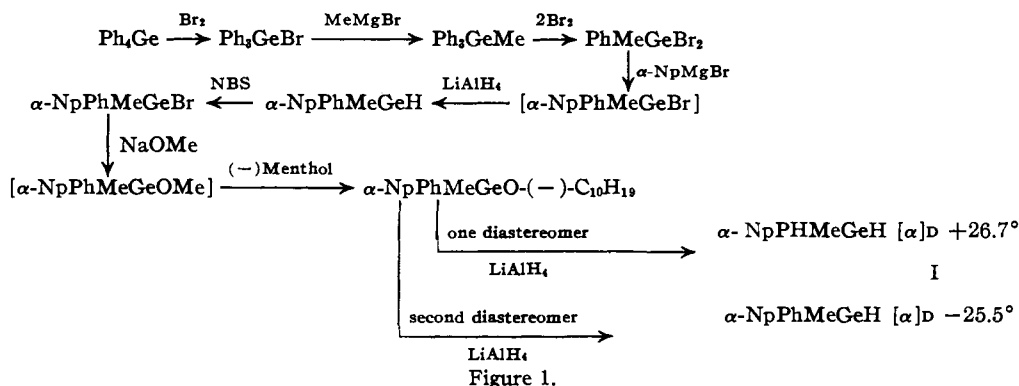 Ph₄Ge Br₂ Ph₃GeBr MeMgBr Ph₃GeMe 2Br₂ PhMeGeBr₂
α-NpMgBr
α-NpPhMeGeBr NBS α-NpPhMeGeH LiAlH₄ [α-NpPhMeGeBr]
NaOMe
[α-NpPhMeGeOMe] (−)Menthol α-NpPhMeGeO-(−)-C₁₀H₁₉
one diastereomer α- NpPHMeGeH [α]D +26.7°
LiAlH₄
I
second diastereomer α-NpPhMeGeH [α]D −25.5°
LiAlH₄
Figure 1.